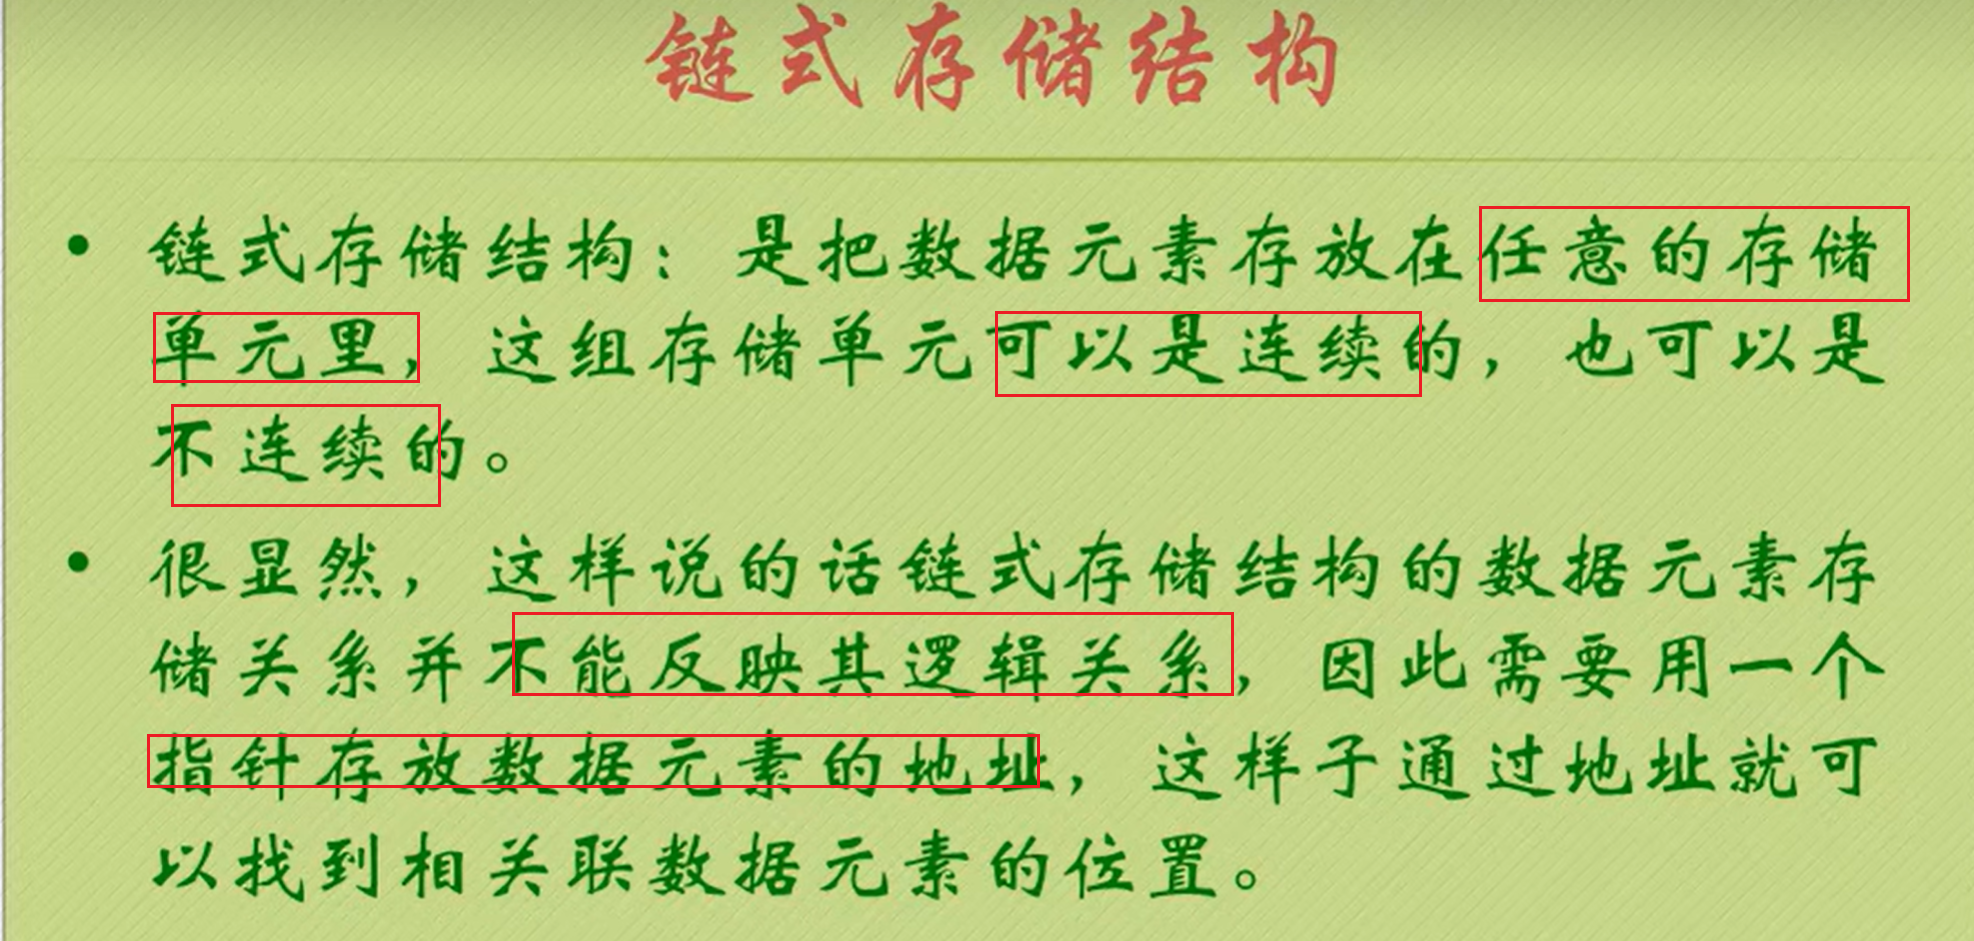 链式存储结构
• 链式存储结构：是把数据元素存放在任意的存储
单元里，这组存储单元可以是连续的，也可以是
不连续的。
• 很显然，这样说的话链式存储结构的数据元素存
储关系并不能反映其逻辑关系，因此需要用一个
指针存放数据元素的地址，这样子通过地址就可
以找到相关联数据元素的位置。